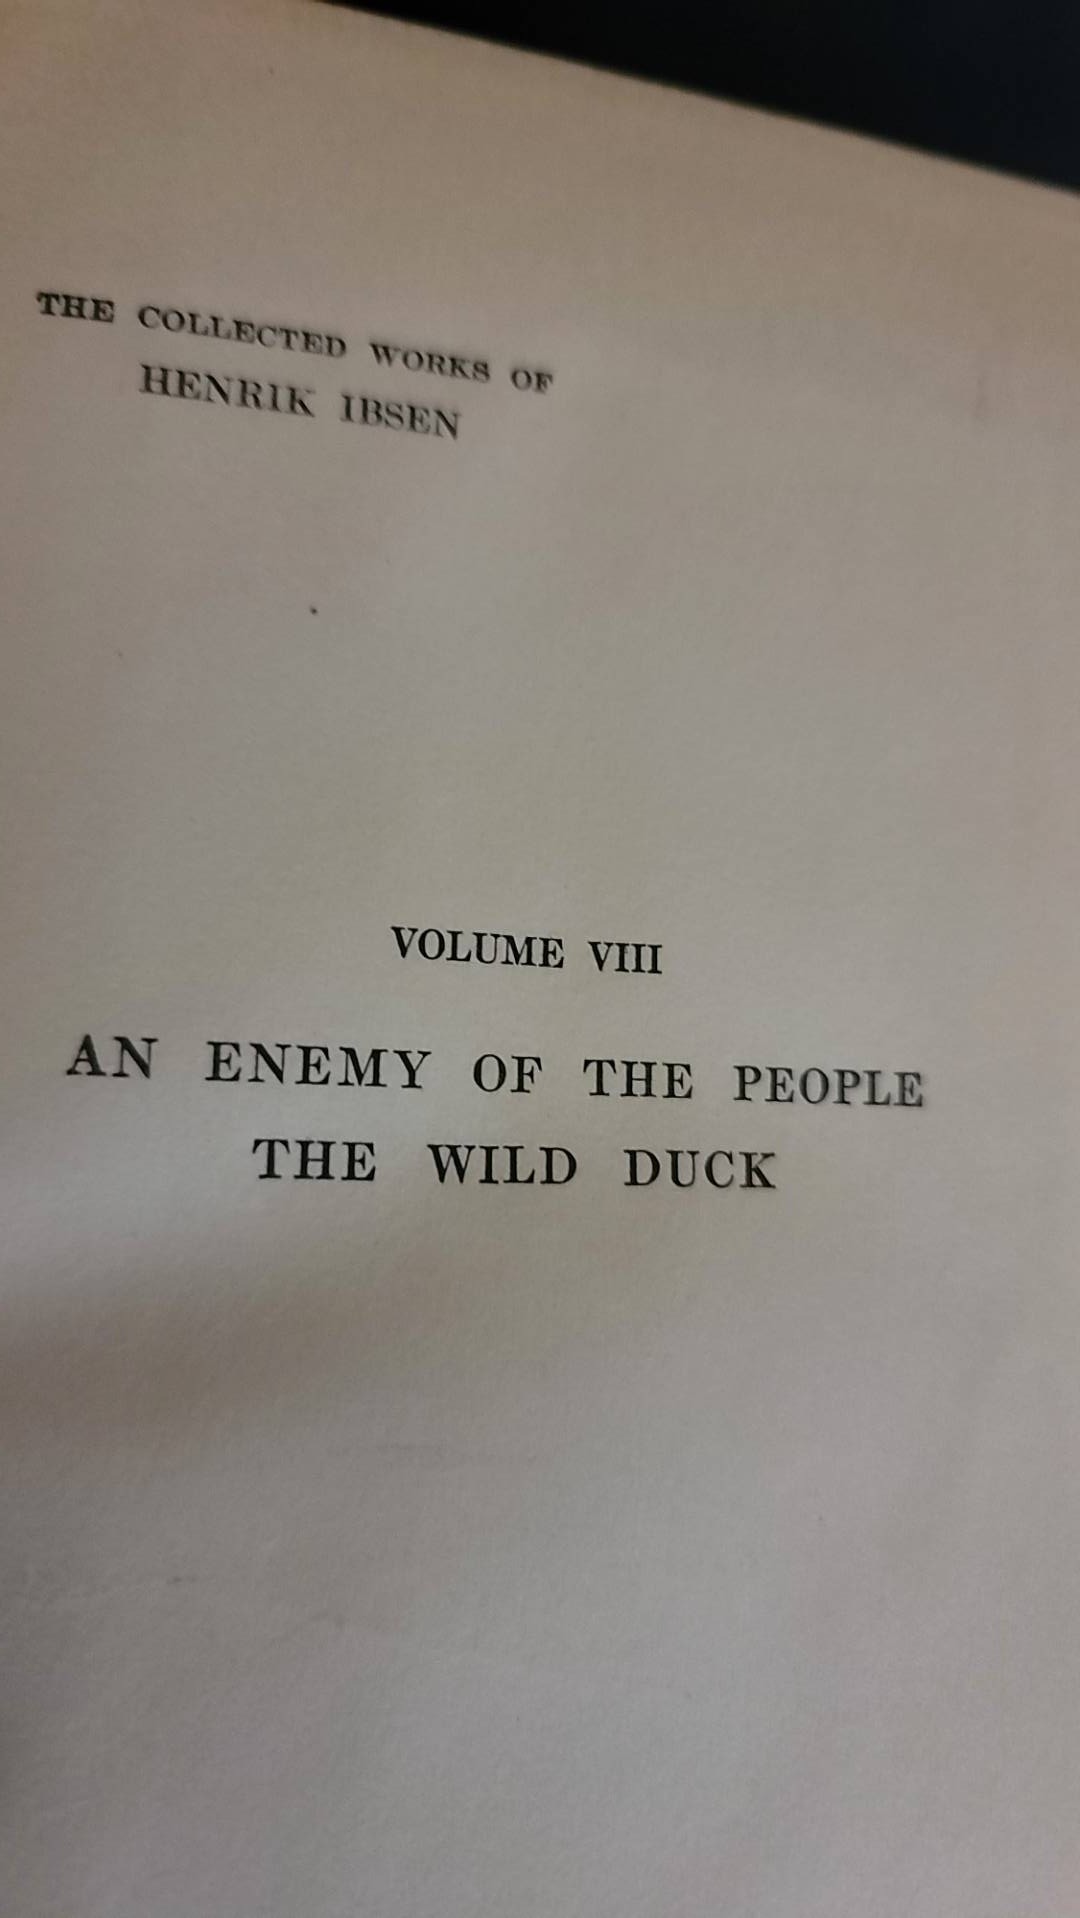 THE COLLECTED WORKS OF
HENRIK IBSEN
VOLUME VIII
AN ENEMY OF THE PEOPLE
THE WILD DUCK